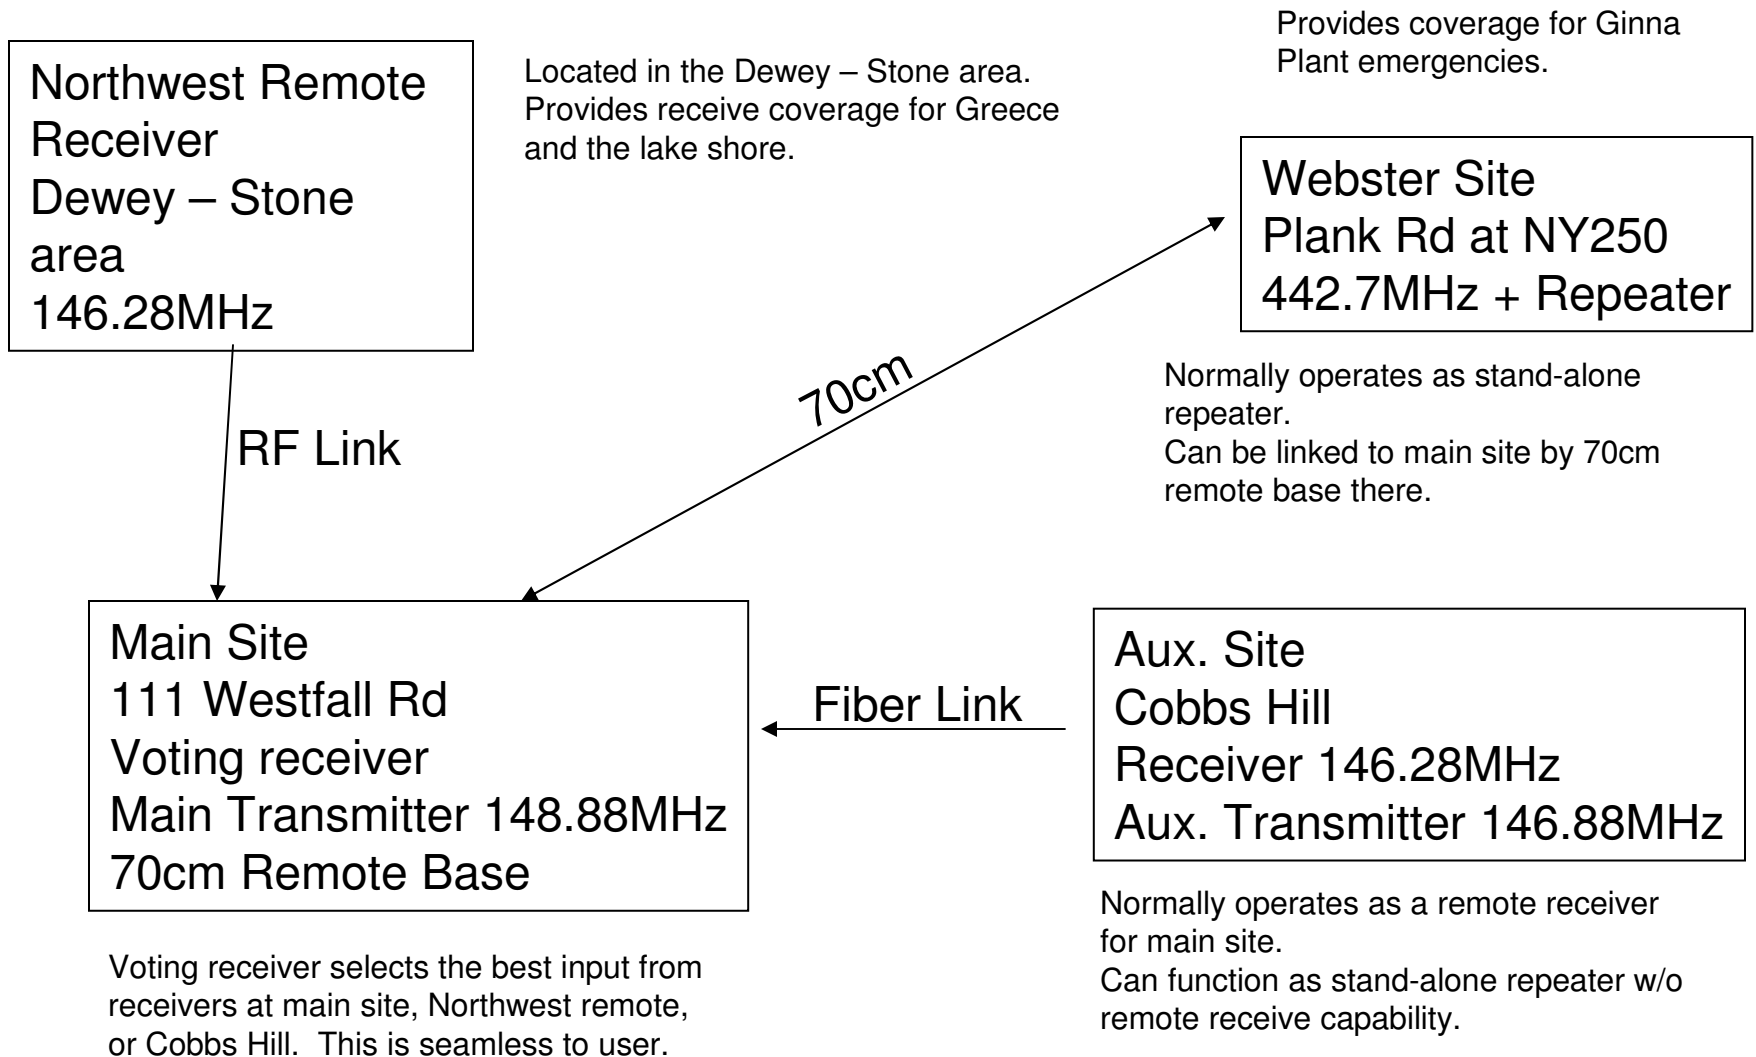 Northwest Remote
Receiver
Dewey – Stone
area
146.28MHz
Located in the Dewey – Stone area.
Provides receive coverage for Greece
and the lake shore.
Provides coverage for Ginna
Plant emergencies.
Webster Site
Plank Rd at NY250
442.7MHz + Repeater
Normally operates as stand-alone
repeater.
Can be linked to main site by 70cm
remote base there.
70cm
RF Link
Main Site
111 Westfall Rd
Voting receiver
Main Transmitter 148.88MHz
70cm Remote Base
Voting receiver selects the best input from
receivers at main site, Northwest remote,
or Cobbs Hill.  This is seamless to user.
Fiber Link
Aux. Site
Cobbs Hill
Receiver 146.28MHz
Aux. Transmitter 146.88MHz
Normally operates as a remote receiver
for main site.
Can function as stand-alone repeater w/o
remote receive capability.